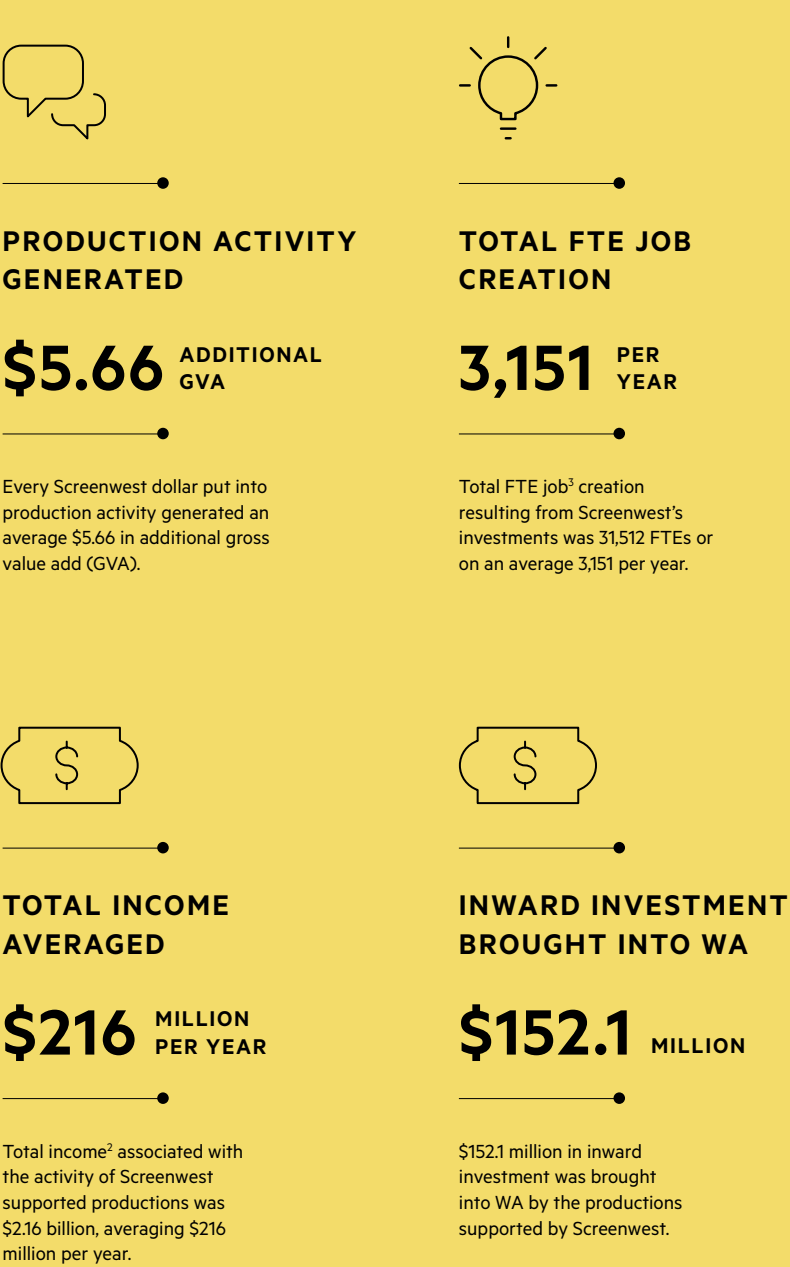 PRODUCTION ACTIVITY
GENERATED
$5.66 ADDITIONAL
GVA
Every Screenwest dollar put into
production activity generated an
average $5.66 in additional gross
value add (GVA).
TOTAL FTE JOB
CREATION
3,151 PER
YEAR
Total FTE job³ creation
resulting from Screenwest’s
investments was 31,512 FTEs or
on an average 3,151 per year.
$
TOTAL INCOME
AVERAGED
$216 MILLION
PER YEAR
Total income² associated with
the activity of Screenwest
supported productions was
$2.16 billion, averaging $216
million per year.
$
INWARD INVESTMENT
BROUGHT INTO WA
$152.1 MILLION
$152.1 million in inward
investment was brought
into WA by the productions
supported by Screenwest.